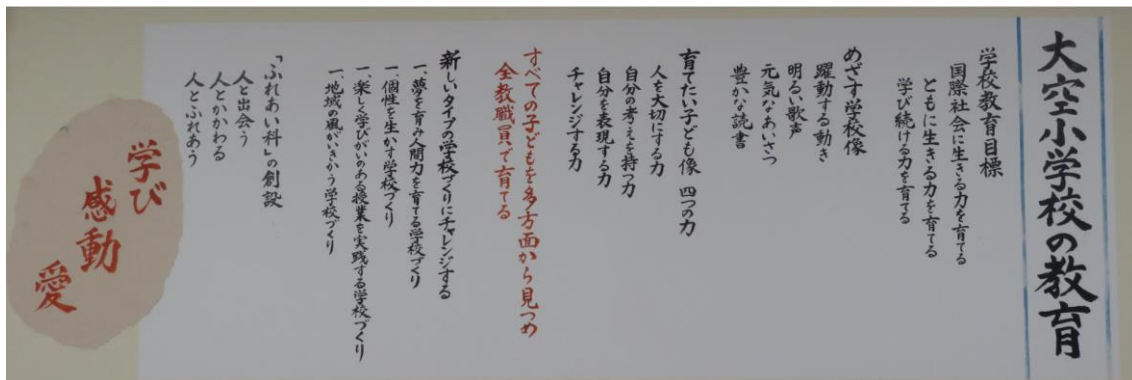 大空小学校の教育
学校教育目標
国際社会に生きる力を育てる
ともに生きる力を育てる
学び続ける力を育てる
めざす学校像
躍動する動き
明るい歌声
元気なあいさつ
豊かな読書
育てたい子ども像 四つの力
人を大切にする力
自分の考えを持つ力
自分を表現する力
チャレンジする力
すべての子どもを多方面から見つめ
全教職員で育てる
新しいタイプの学校づくりにチャレンジする
一、夢を育み人間力を育てる学校づくり
一、個性を生かす学校づくり
一、楽しく学びがいのある授業を実践する学校づくり
一、地域の風がいきかう学校づくり
「ふれあい科」の創設
人と出会う
人とかかわる
人とふれあう
学び
感動
愛